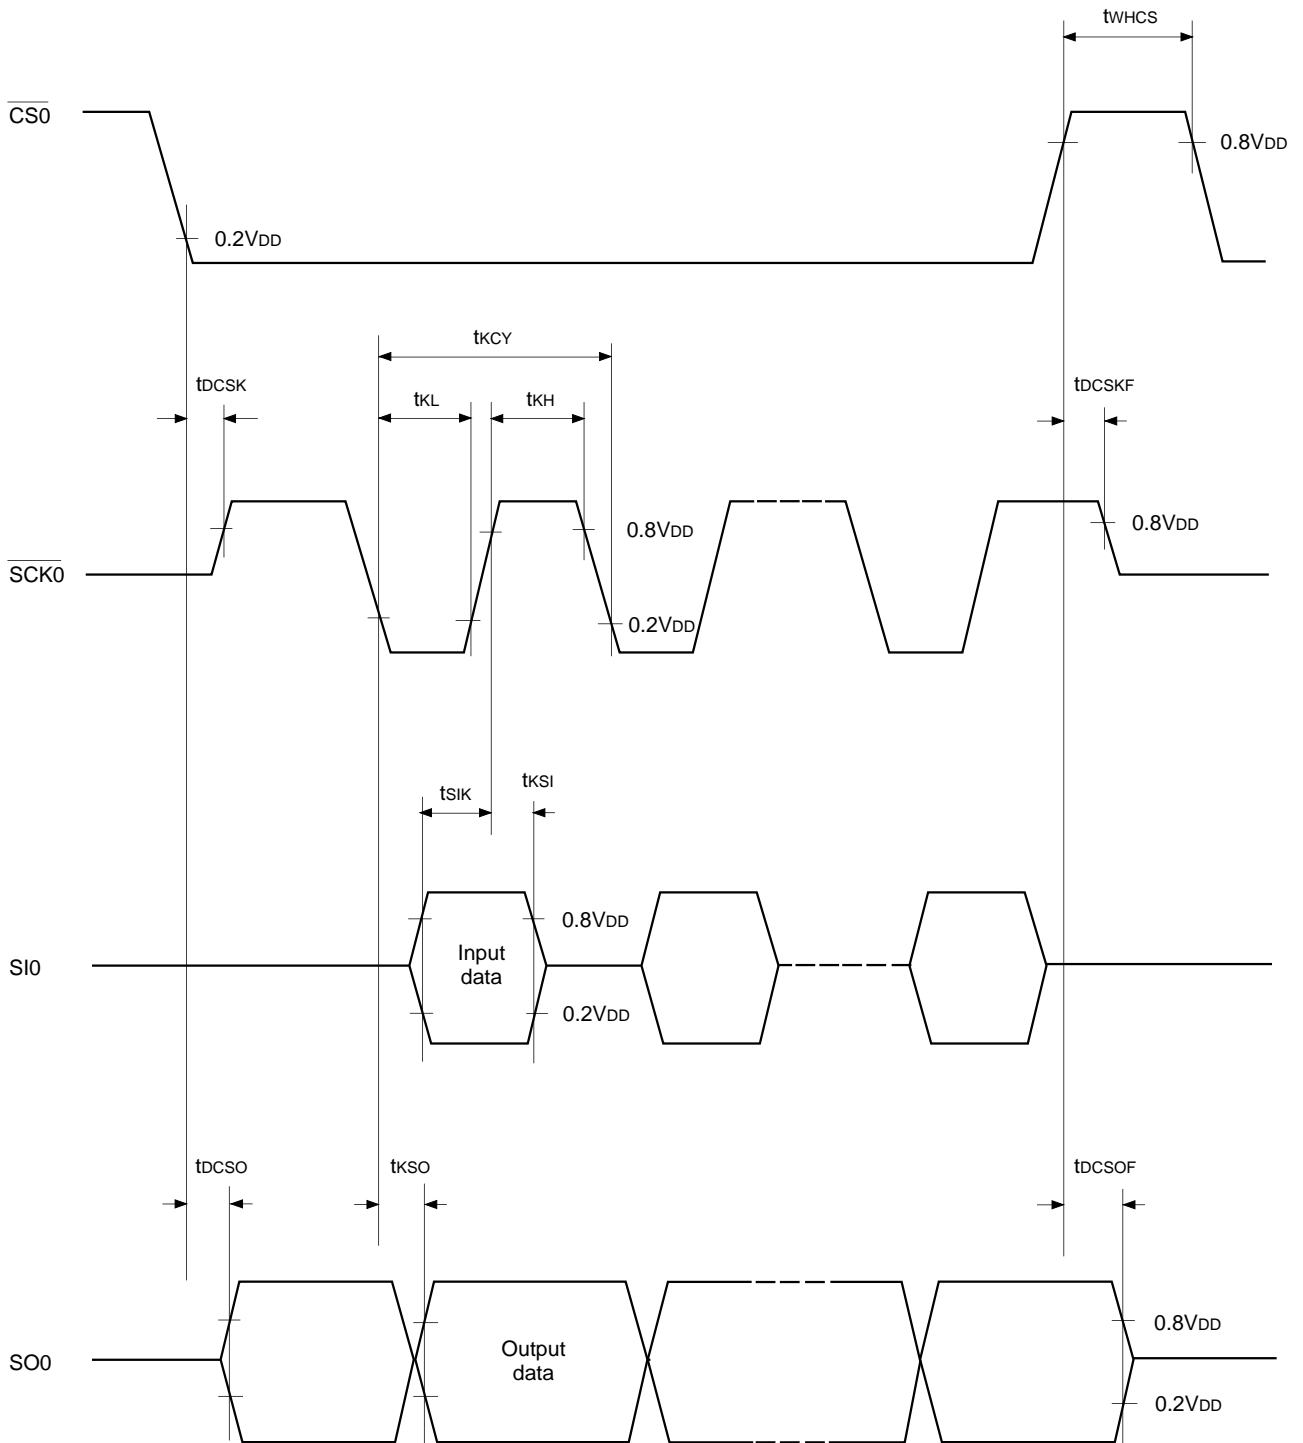 tWHCS
CS0
0.8VDD
0.2VDD
tKCY
tDCSK
tKL
tKH
tDCSKF
0.8VDD
0.8VDD
SCK0
0.2VDD
tSIK
tKSI
0.8VDD
Input
data
SI0
0.2VDD
tDCSO
tKSO
tDCSOF
0.8VDD
Output
data
SO0
0.2VDD